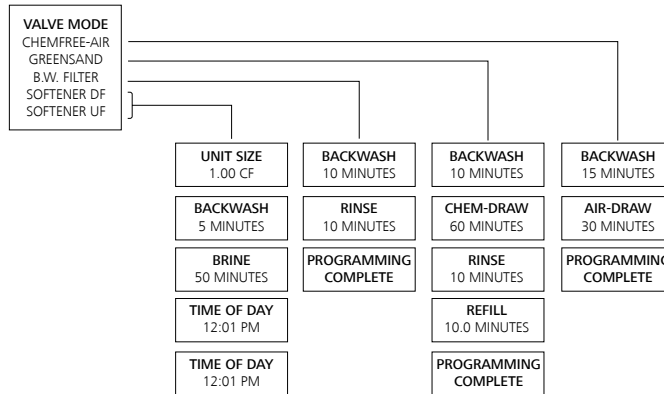 VALVE MODE
CHEMFREE-AIR
GREENSAND
B.W. FILTER
SOFTENER DF
SOFTENER UF
UNIT SIZE
1.00 CF
BACKWASH
5 MINUTES
BRINE
50 MINUTES
TIME OF DAY
12:01 PM
TIME OF DAY
12:01 PM
BACKWASH
10 MINUTES
RINSE
10 MINUTES
PROGRAMMING
COMPLETE
BACKWASH
10 MINUTES
CHEM-DRAW
60 MINUTES
RINSE
10 MINUTES
REFILL
10.0 MINUTES
PROGRAMMING
COMPLETE
BACKWASH
15 MINUTES
AIR-DRAW
30 MINUTES
PROGRAMMING
COMPLETE